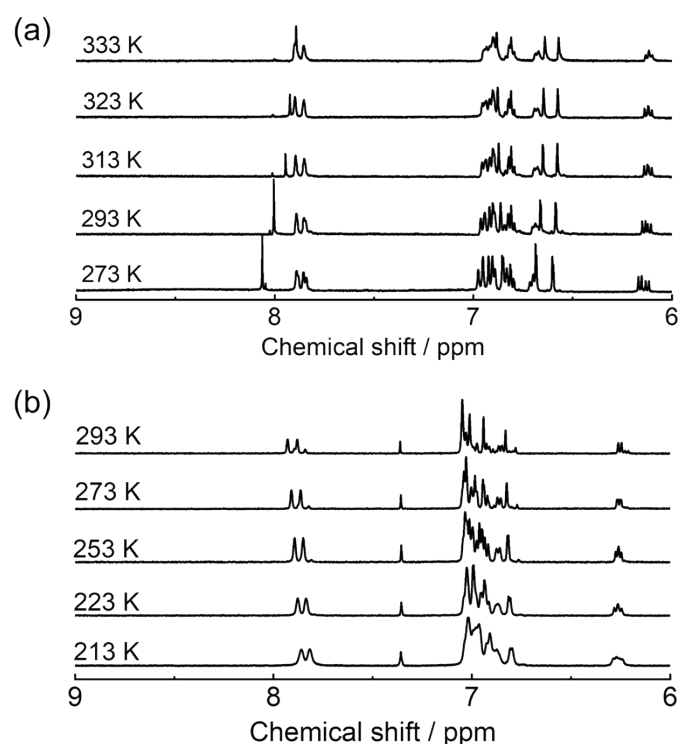 (a)
333 K
323 K
313 K
293 K
273 K
9 8 7 6
Chemical shift / ppm
(b)
293 K
273 K
253 K
223 K
213 K
9 8 7 6
Chemical shift / ppm